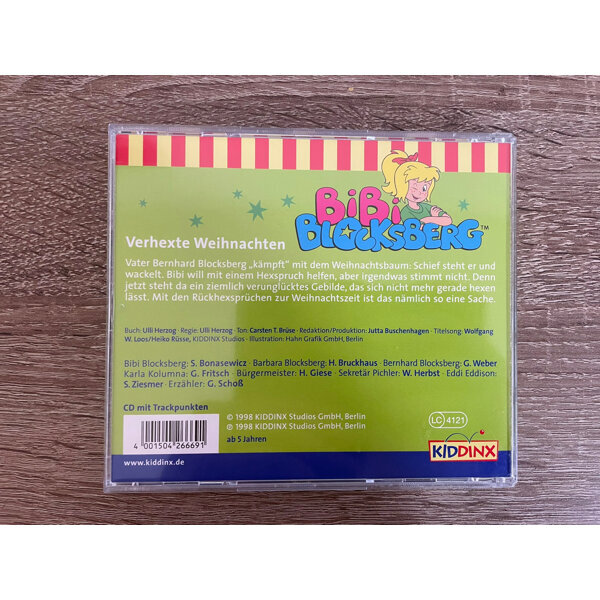 BiBi
BLOCKSBERG™
Verhexte Weihnachten
Vater Bernhard Blocksberg „kämpft“ mit dem Weihnachtsbaum: Schief steht er und
wackelt. Bibi will mit einem Hexspruch helfen, aber irgendwas stimmt nicht. Denn
jetzt steht da ein ziemlich verunglücktes Gebilde, das sich nicht mehr gerade hexen
lässt. Mit den Rückhexsprüchen zur Weihnachtszeit ist das nämlich so eine Sache.
Buch: Ulli Herzog · Regie: Ulli Herzog · Ton: Carsten T. Brüse · Redaktion/Produktion: Jutta Buschenhagen · Titelsong: Wolfgang
W. Loos/Heiko Rüsse, KIDDINX Studios · Illustration: Hahn Grafik GmbH, Berlin
Bibi Blocksberg: S. Bonasewicz · Barbara Blocksberg: H. Bruckhaus · Bernhard Blocksberg: G. Weber
Karla Kolumna: G. Fritsch · Bürgermeister: H. Giese · Sekretär Pichler: W. Herbst · Eddi Eddison:
S. Ziesmer · Erzähler: G. Schoß
CD mit Trackpunkten
4 001504 266691
© 1998 KIDDINX Studios GmbH, Berlin
℗ 1998 KIDDINX Studios GmbH, Berlin
ab 5 Jahren
LC 4121
KIDDINX
www.kiddinx.de